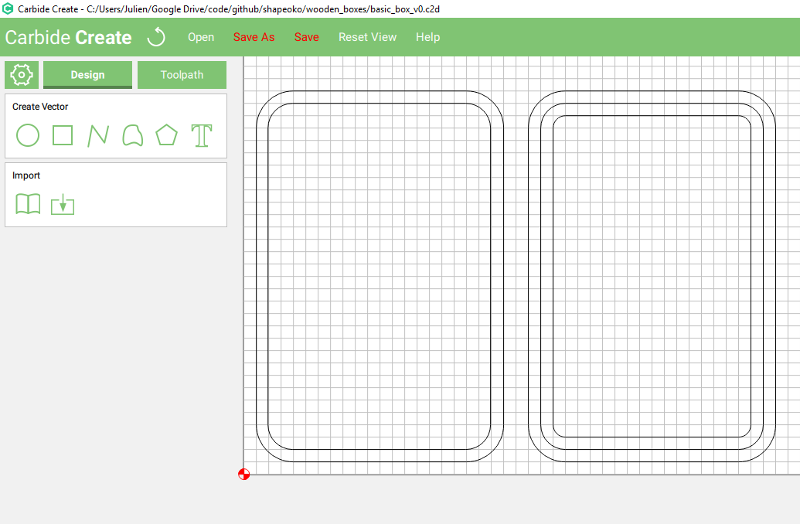 Carbide Create - C:/Users/Julien/Google Drive/code/github/shapeoko/wooden_boxes/basic_box_v0.c2d
Carbide Create Open Save As Save Reset View Help
Design Toolpath
Create Vector
Import